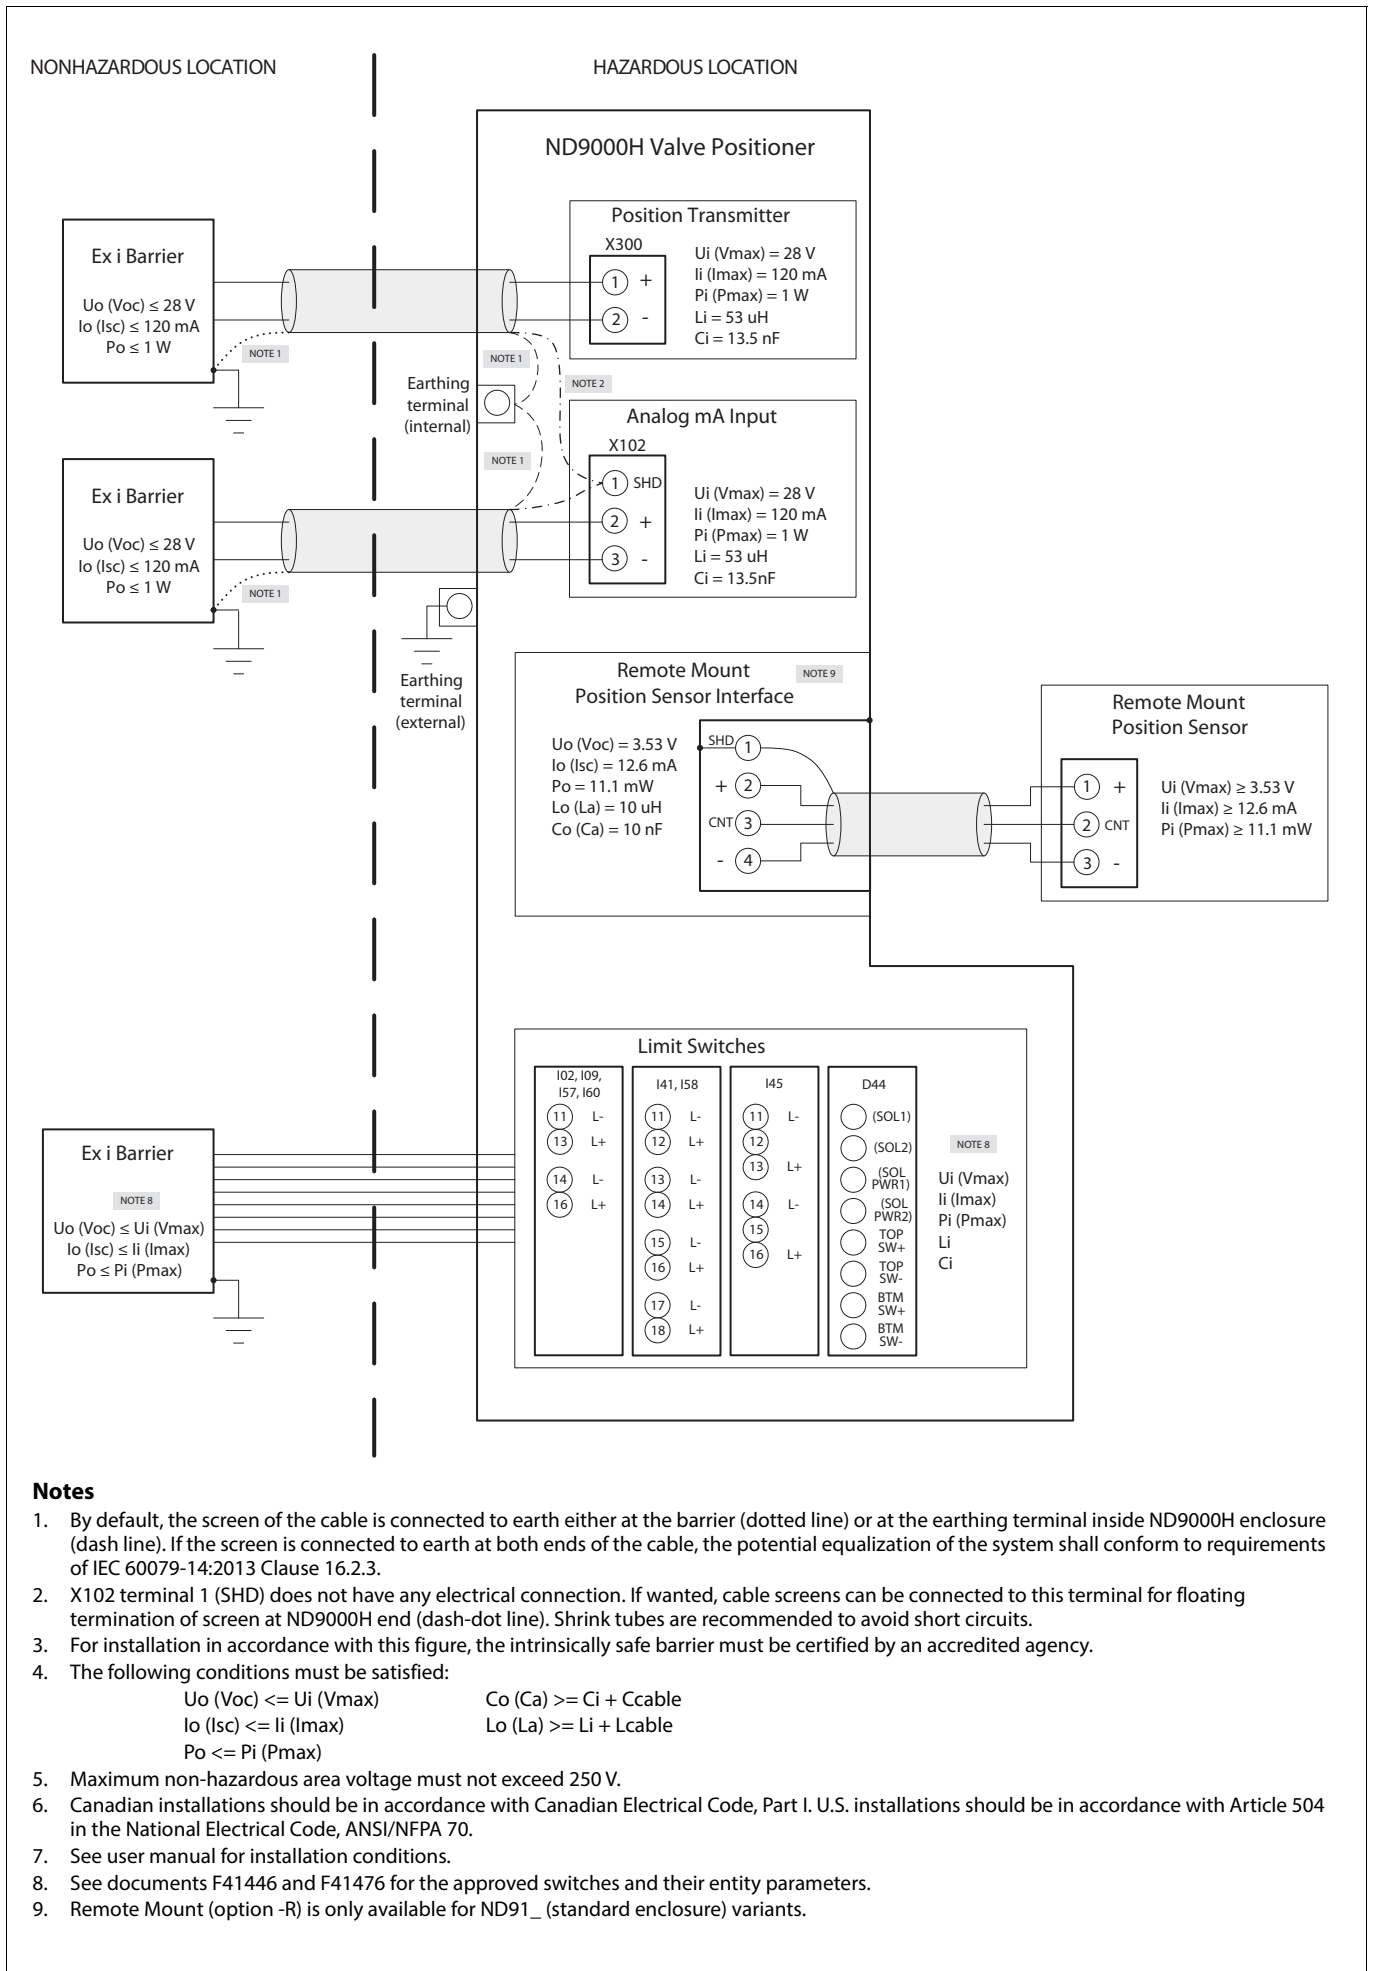 NONHAZARDOUS LOCATION
HAZARDOUS LOCATION
ND9000H Valve Positioner
Ex i Barrier
Uo (Voc) ≤ 28 V
Io (Isc) ≤ 120 mA
Po ≤ 1 W
NOTE 1
Position Transmitter
X300
1 +
2 -
Ui (Vmax) = 28 V
Ii (Imax) = 120 mA
Pi (Pmax) = 1 W
Li = 53 uH
Ci = 13.5 nF
NOTE 1
NOTE 2
Earthing
terminal
(internal)
NOTE 1
Ex i Barrier
Uo (Voc) ≤ 28 V
Io (Isc) ≤ 120 mA
Po ≤ 1 W
NOTE 1
Analog mA Input
X102
1 SHD
2 +
3 -
Ui (Vmax) = 28 V
Ii (Imax) = 120 mA
Pi (Pmax) = 1 W
Li = 53 uH
Ci = 13.5nF
Earthing
terminal
(external)
Remote Mount
Position Sensor Interface
NOTE 9
Uo (Voc) = 3.53 V
Io (Isc) = 12.6 mA
Po = 11.1 mW
Lo (La) = 10 uH
Co (Ca) = 10 nF
SHD 1
+ 2
CNT 3
- 4
Remote Mount
Position Sensor
1 +
2 CNT
3 -
Ui (Vmax) ≥ 3.53 V
Ii (Imax) ≥ 12.6 mA
Pi (Pmax) ≥ 11.1 mW
Ex i Barrier
NOTE 8
Uo (Voc) ≤ Ui (Vmax)
Io (Isc) ≤ Ii (Imax)
Po ≤ Pi (Pmax)
Limit Switches
I02, I09,
I57, I60
11 L-
13 L+
14 L-
16 L+
I41, I58
11 L-
12 L+
13 L-
14 L+
15 L-
16 L+
17 L-
18 L+
I45
11 L-
12
13 L+
14 L-
15
16 L+
D44
(SOL1)
(SOL2)
(SOL
PWR1)
(SOL
PWR2)
TOP
SW+
TOP
SW-
BTM
SW+
BTM
SW-
NOTE 8
Ui (Vmax)
Ii (Imax)
Pi (Pmax)
Li
Ci
Notes
1. By default, the screen of the cable is connected to earth either at the barrier (dotted line) or at the earthing terminal inside ND9000H enclosure
(dash line). If the screen is connected to earth at both ends of the cable, the potential equalization of the system shall conform to requirements
of IEC 60079-14:2013 Clause 16.2.3.
2. X102 terminal 1 (SHD) does not have any electrical connection. If wanted, cable screens can be connected to this terminal for floating
termination of screen at ND9000H end (dash-dot line). Shrink tubes are recommended to avoid short circuits.
3. For installation in accordance with this figure, the intrinsically safe barrier must be certified by an accredited agency.
4. The following conditions must be satisfied:
Uo (Voc) <= Ui (Vmax) Co (Ca) >= Ci + Ccable
Io (Isc) <= Ii (Imax) Lo (La) >= Li + Lcable
Po <= Pi (Pmax)
5. Maximum non-hazardous area voltage must not exceed 250 V.
6. Canadian installations should be in accordance with Canadian Electrical Code, Part I. U.S. installations should be in accordance with Article 504
in the National Electrical Code, ANSI/NFPA 70.
7. See user manual for installation conditions.
8. See documents F41446 and F41476 for the approved switches and their entity parameters.
9. Remote Mount (option -R) is only available for ND91_ (standard enclosure) variants.